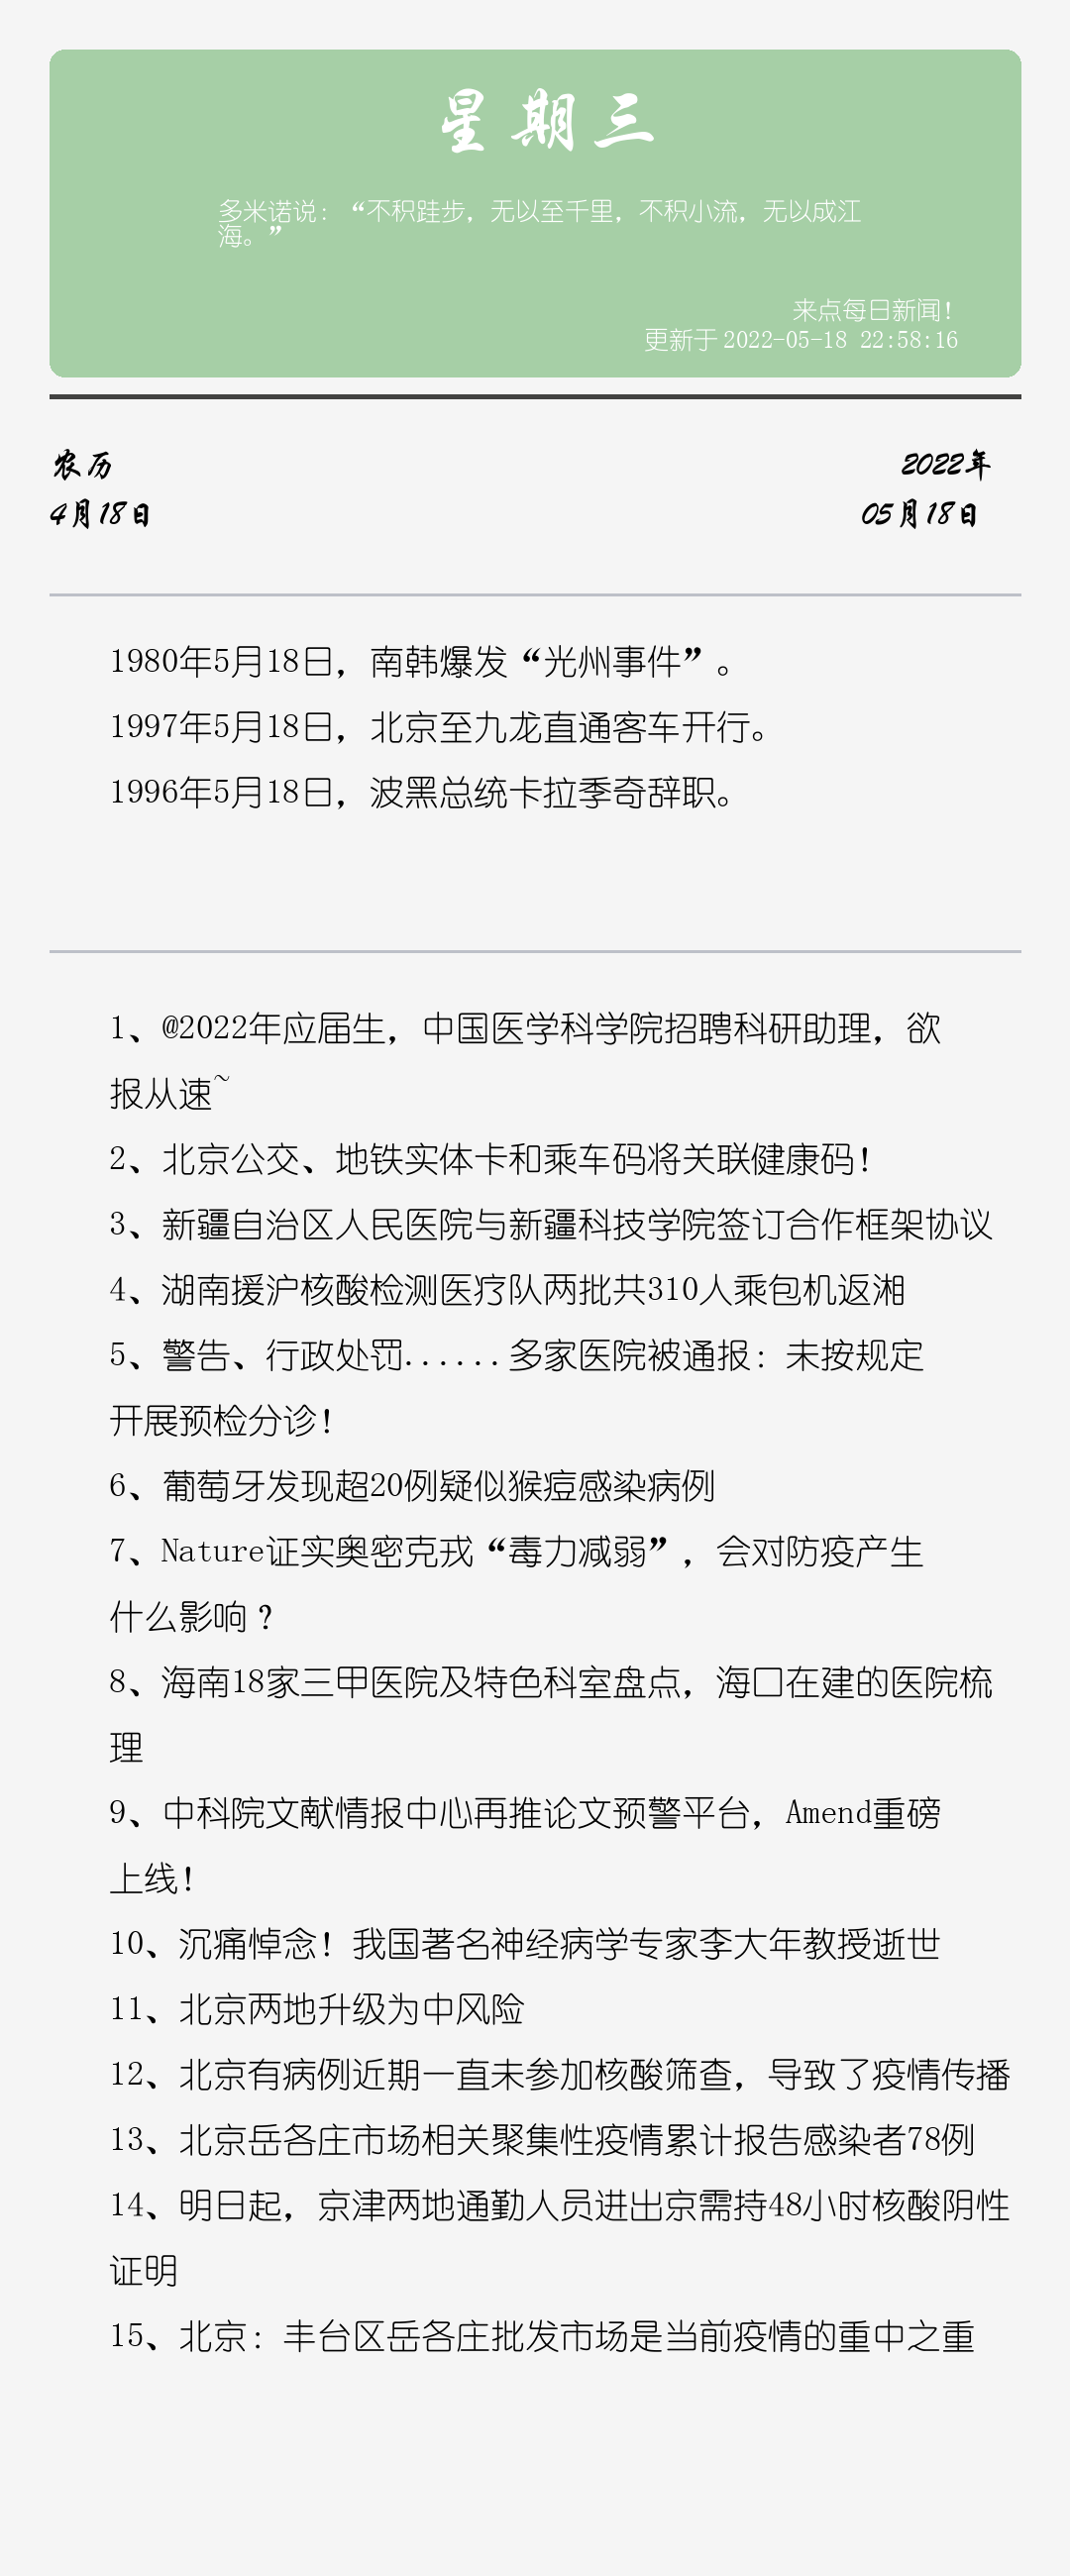 星期三
多米诺说：“不积跬步，无以至千里，不积小流，无以成江
海。”
来点每日新闻！
更新于2022-05-18 22:58:16
农历
4月18日
2022年
05月18日
1980年5月18日，南韩爆发“光州事件”。
1997年5月18日，北京至九龙直通客车开行。
1996年5月18日，波黑总统卡拉季奇辞职。
1、@2022年应届生，中国医学科学院招聘科研助理，欲
报从速~
2、北京公交、地铁实体卡和乘车码将关联健康码！
3、新疆自治区人民医院与新疆科技学院签订合作框架协议
4、湖南援沪核酸检测医疗队两批共310人乘包机返湘
5、警告、行政处罚......多家医院被通报：未按规定
开展预检分诊！
6、葡萄牙发现超20例疑似猴痘感染病例
7、Nature证实奥密克戎“毒力减弱”，会对防疫产生
什么影响？
8、海南18家三甲医院及特色科室盘点，海口在建的医院梳
理
9、中科院文献情报中心再推论文预警平台，Amend重磅
上线！
10、沉痛悼念！我国著名神经病学专家李大年教授逝世
11、北京两地升级为中风险
12、北京有病例近期一直未参加核酸筛查，导致了疫情传播
13、北京岳各庄市场相关聚集性疫情累计报告感染者78例
14、明日起，京津两地通勤人员进出京需持48小时核酸阴性
证明
15、北京：丰台区岳各庄批发市场是当前疫情的重中之重